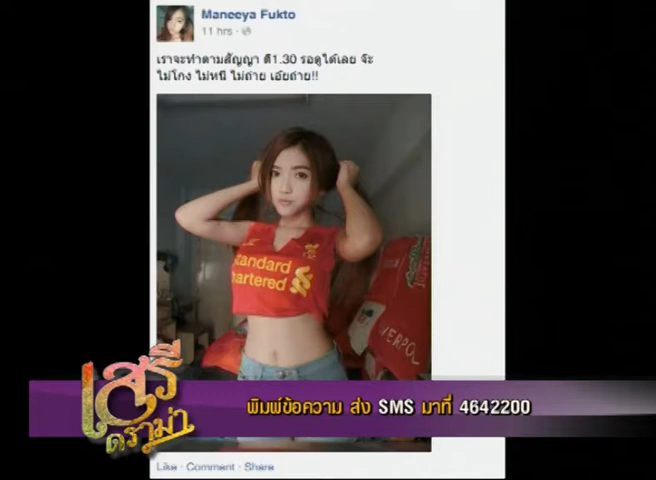 Maneeya Fukto
11 hrs ·
เราจะทำตามสัญญา ตี1.30 รอดูได้เลย จ๊ะ
ไม่โกง ไม่หนี ไม่ถ่าย เอ้ยถ่าย!!
standard
chartered
VERPOOL
เสรี
ดราม่า
พิมพ์ข้อความ ส่ง SMS มาที่ 4642200
Like · Comment · Share